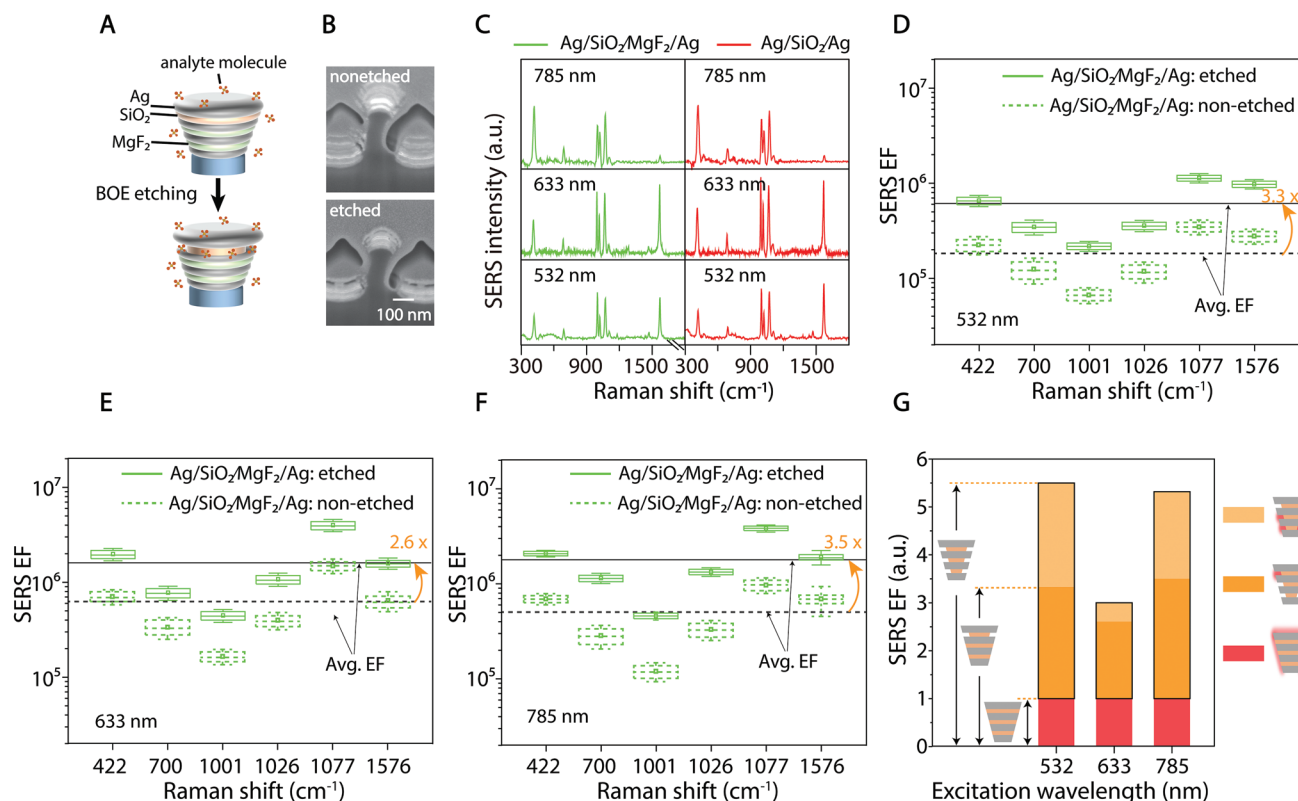 A
analyte molecule
Ag
SiO₂
MgF₂
BOE etching
B
nonetched
etched
100 nm
C
Ag/SiO₂/MgF₂/Ag
Ag/SiO₂/Ag
785 nm
785 nm
633 nm
633 nm
532 nm
532 nm
SERS intensity (a.u.)
300 900 1500 300 900 1500
Raman shift (cm⁻¹)
D
Ag/SiO₂/MgF₂/Ag: etched
Ag/SiO₂/MgF₂/Ag: non-etched
10⁷
10⁶
10⁵
SERS EF
3.3 x
Avg. EF
532 nm
422 700 1001 1026 1077 1576
Raman shift (cm⁻¹)
E
Ag/SiO₂/MgF₂/Ag: etched
Ag/SiO₂/MgF₂/Ag: non-etched
10⁷
10⁶
10⁵
SERS EF
2.6 x
Avg. EF
633 nm
422 700 1001 1026 1077 1576
Raman shift (cm⁻¹)
F
Ag/SiO₂/MgF₂/Ag: etched
Ag/SiO₂/MgF₂/Ag: non-etched
10⁷
10⁶
10⁵
SERS EF
3.5 x
Avg. EF
785 nm
422 700 1001 1026 1077 1576
Raman shift (cm⁻¹)
G
6
5
4
3
2
1
0
SERS EF (a.u.)
532 633 785
Excitation wavelength (nm)